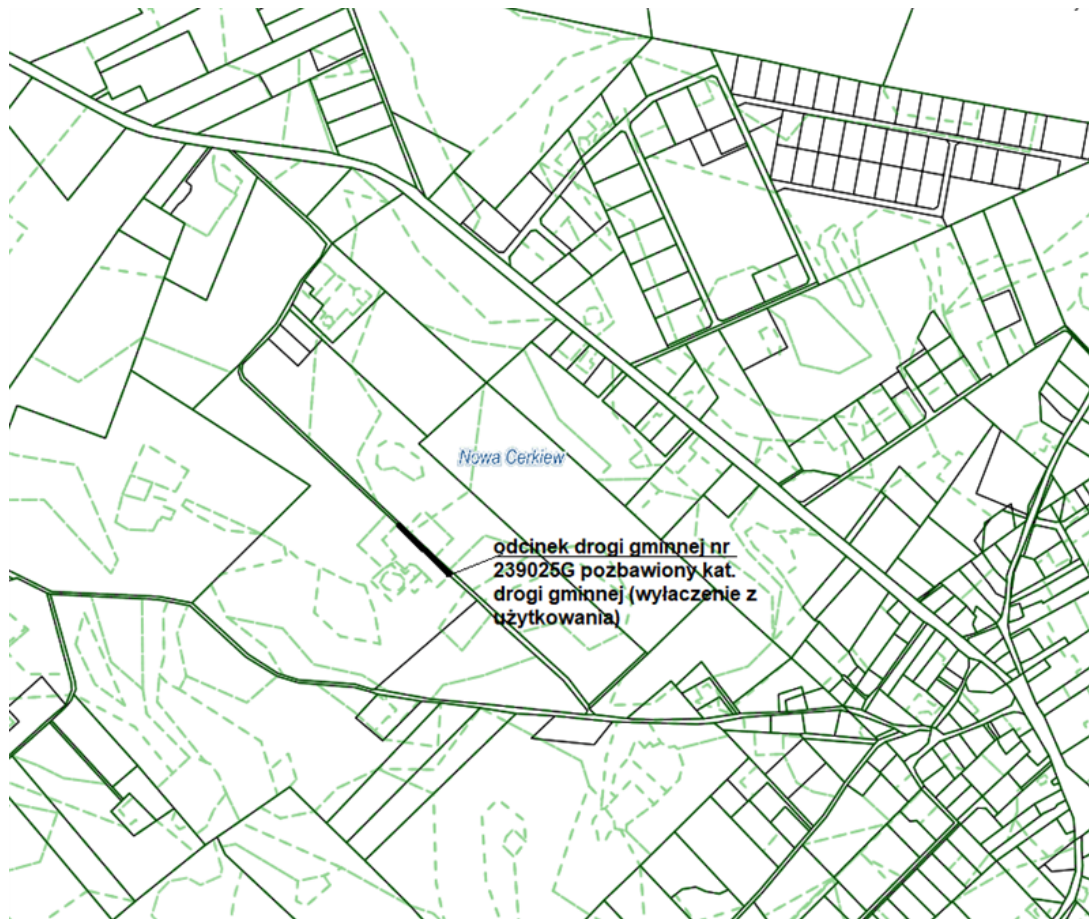 Nowa Cerkiew
odcinek drogi gminnej nr
239025G pozbawiony kat.
drogi gminnej (wyłaczenie z
użytkowania)